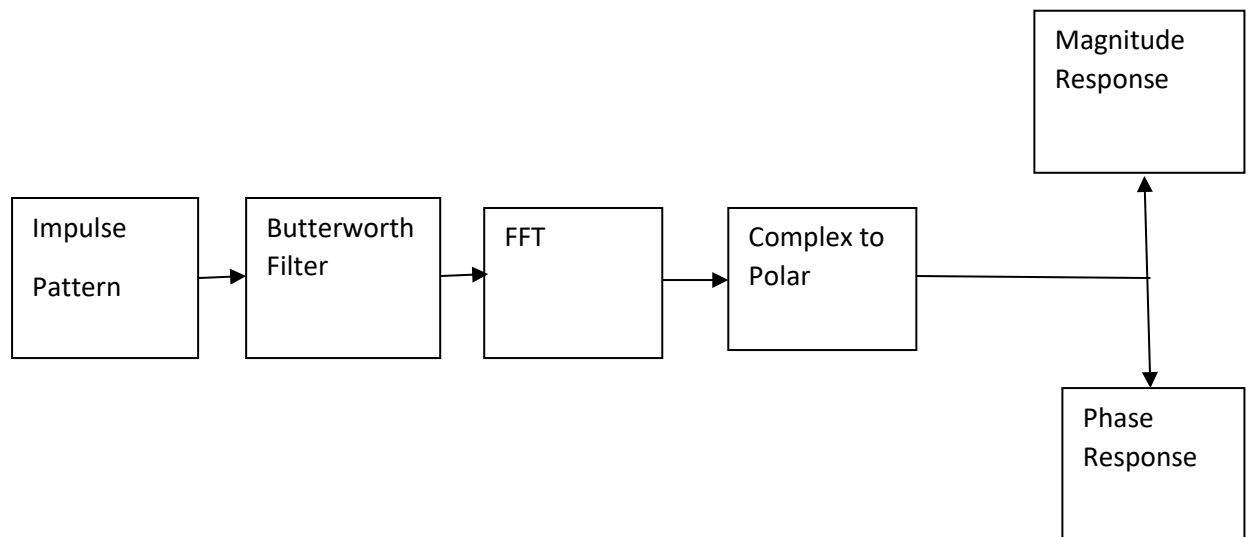 Impulse
Pattern
Butterworth
Filter
FFT
Complex to
Polar
Magnitude
Response
Phase
Response